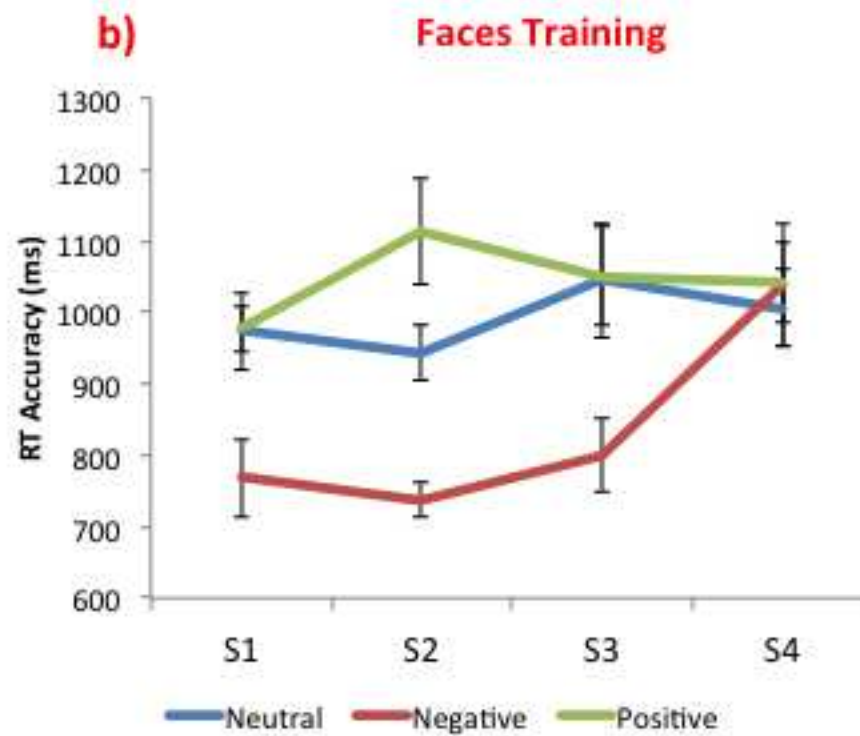 b) Faces Training
1300
1200
1100
1000
900
800
700
600
RT Accuracy (ms)
S1 S2 S3 S4
Neutral Negative Positive